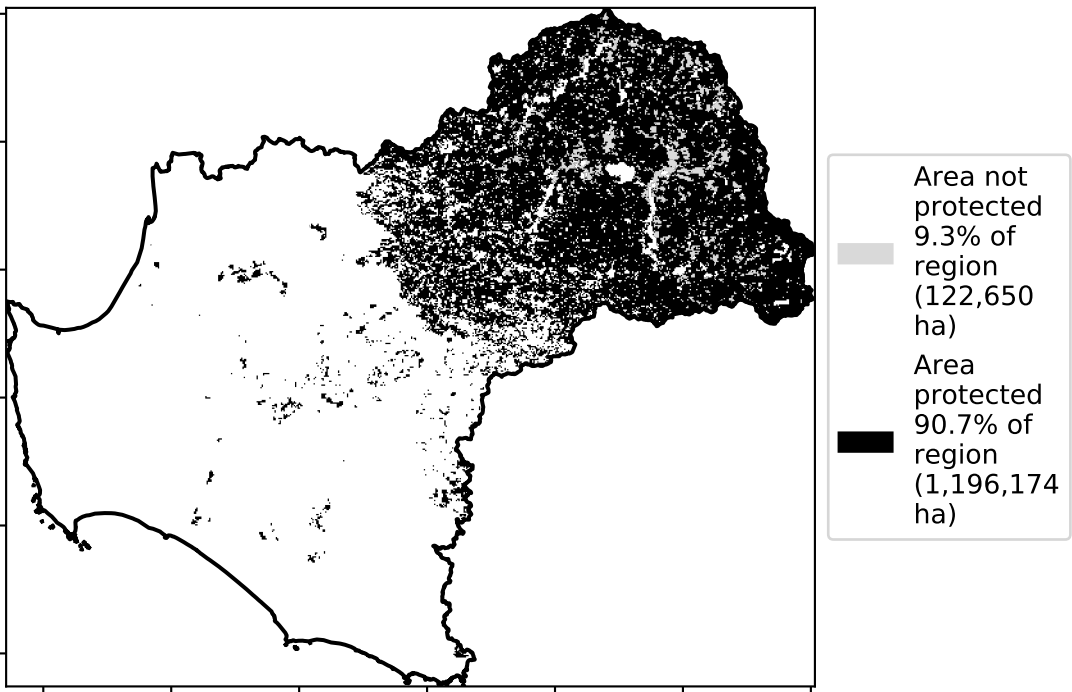 Area not
protected
9.3% of
region
(122,650
ha)
Area
protected
90.7% of
region
(1,196,174
ha)